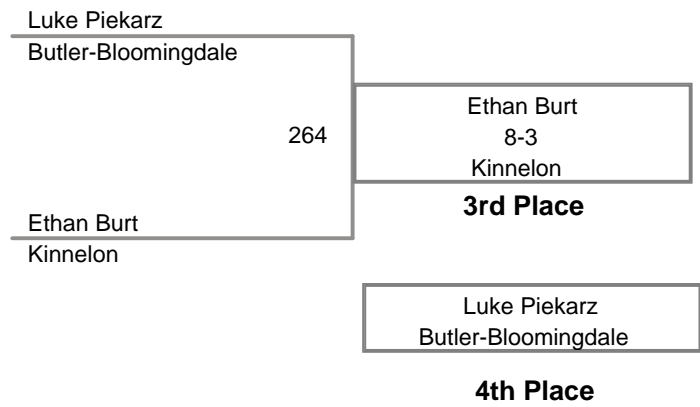 Luke Piekarz
Butler-Bloomingdale
264
Ethan Burt
8-3
Kinnelon
3rd Place
Ethan Burt
Kinnelon
Luke Piekarz
Butler-Bloomingdale
4th Place